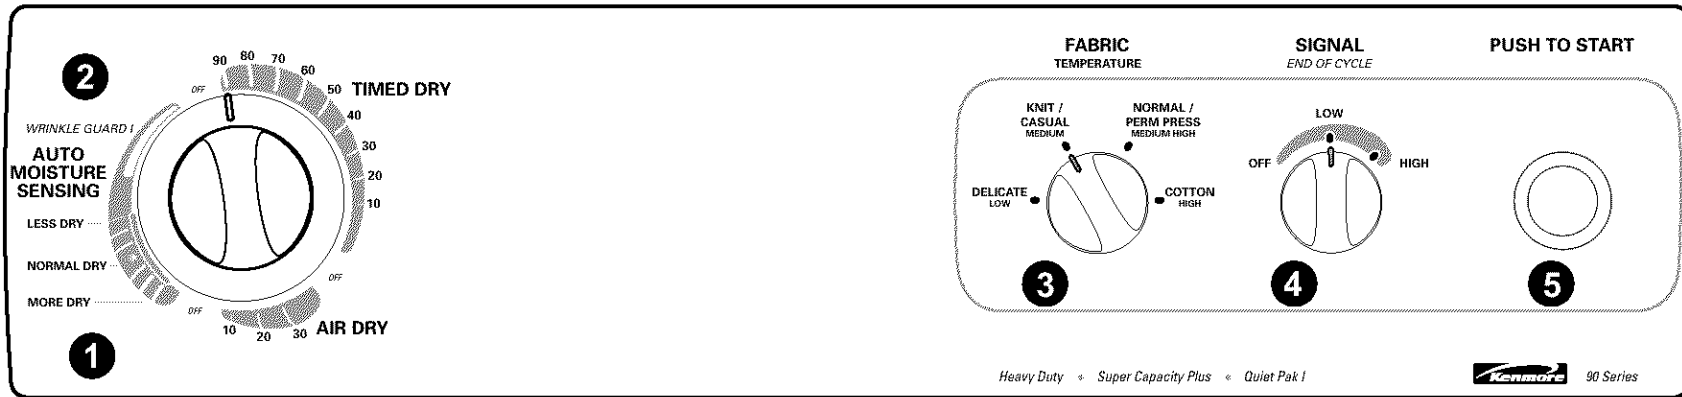 2
90
80
70
60
50
40
30
20
10
OFF
TIMED DRY
WRINKLE GUARD I
AUTO
MOISTURE
SENSING
LESS DRY
NORMAL DRY
MORE DRY
OFF
OFF
10
20
30
AIR DRY
1
FABRIC
TEMPERATURE
KNIT /
CASUAL
MEDIUM
NORMAL /
PERM PRESS
MEDIUM HIGH
DELICATE
LOW
COTTON
HIGH
3
SIGNAL
END OF CYCLE
LOW
OFF
HIGH
4
PUSH TO START
5
Heavy Duty Super Capacity Plus Quiet Pak I
Kenmore 90 Series